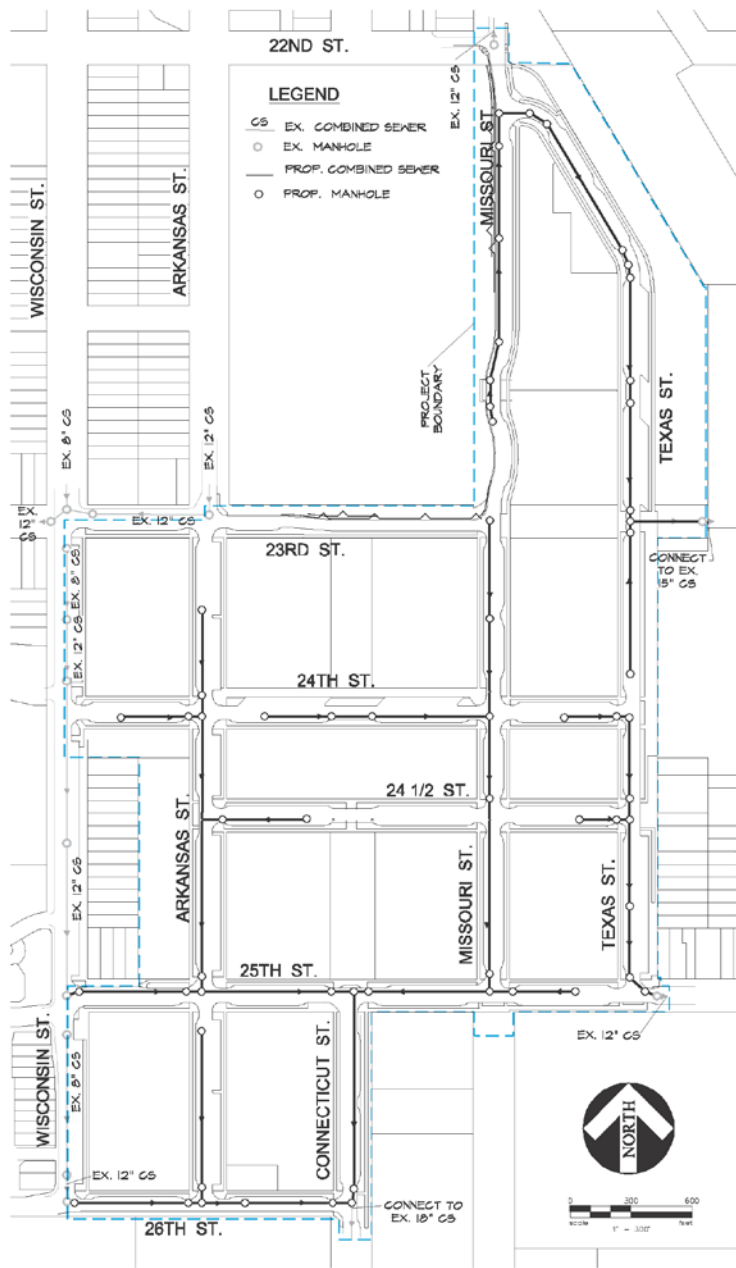 22ND ST.
LEGEND
CS EX. COMBINED SEWER
EX. MANHOLE
PROP. COMBINED SEWER
PROP. MANHOLE
EX. 12" CS
MISSOURI ST.
WISCONSIN ST.
ARKANSAS ST.
PROJECT
BOUNDARY
TEXAS ST.
EX. 8" CS
EX. 12" CS
EX.
12"
CS
EX. 12" CS
23RD ST.
CONNECT
TO EX.
15" CS
EX. 8" CS
EX. 12" CS
24TH ST.
24 1/2 ST.
ARKANSAS ST.
MISSOURI ST.
TEXAS ST.
EX. 12" CS
25TH ST.
EX. 12" CS
WISCONSIN ST.
EX. 8" CS
CONNECTICUT ST.
NORTH
EX. 12" CS
CONNECT TO
EX. 18" CS
26TH ST.
0 300 600
scale feet
1" = 300'